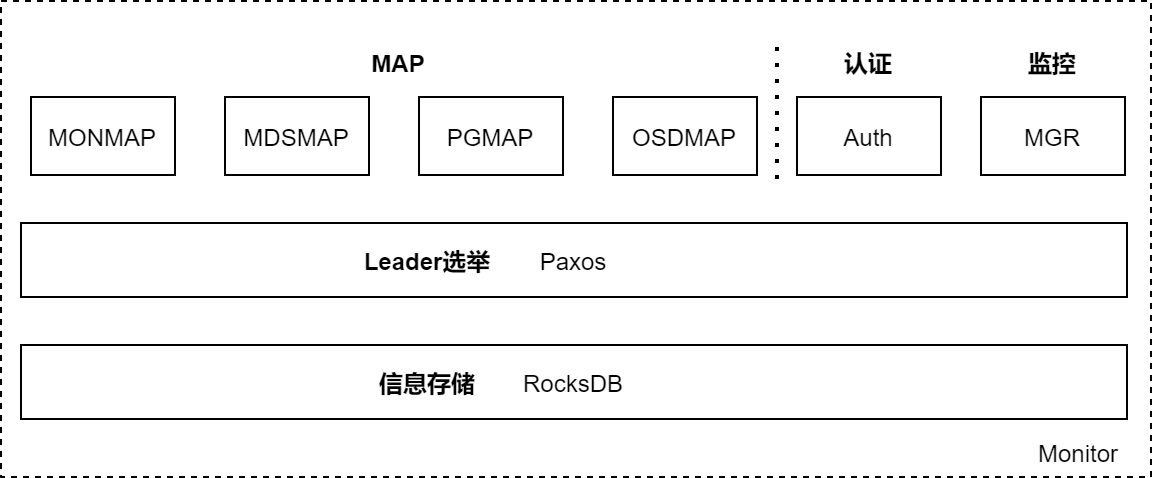 MAP 认证 监控
MONMAP MDSMAP PGMAP OSDMAP Auth MGR
Leader选举 Paxos
信息存储 RocksDB
Monitor